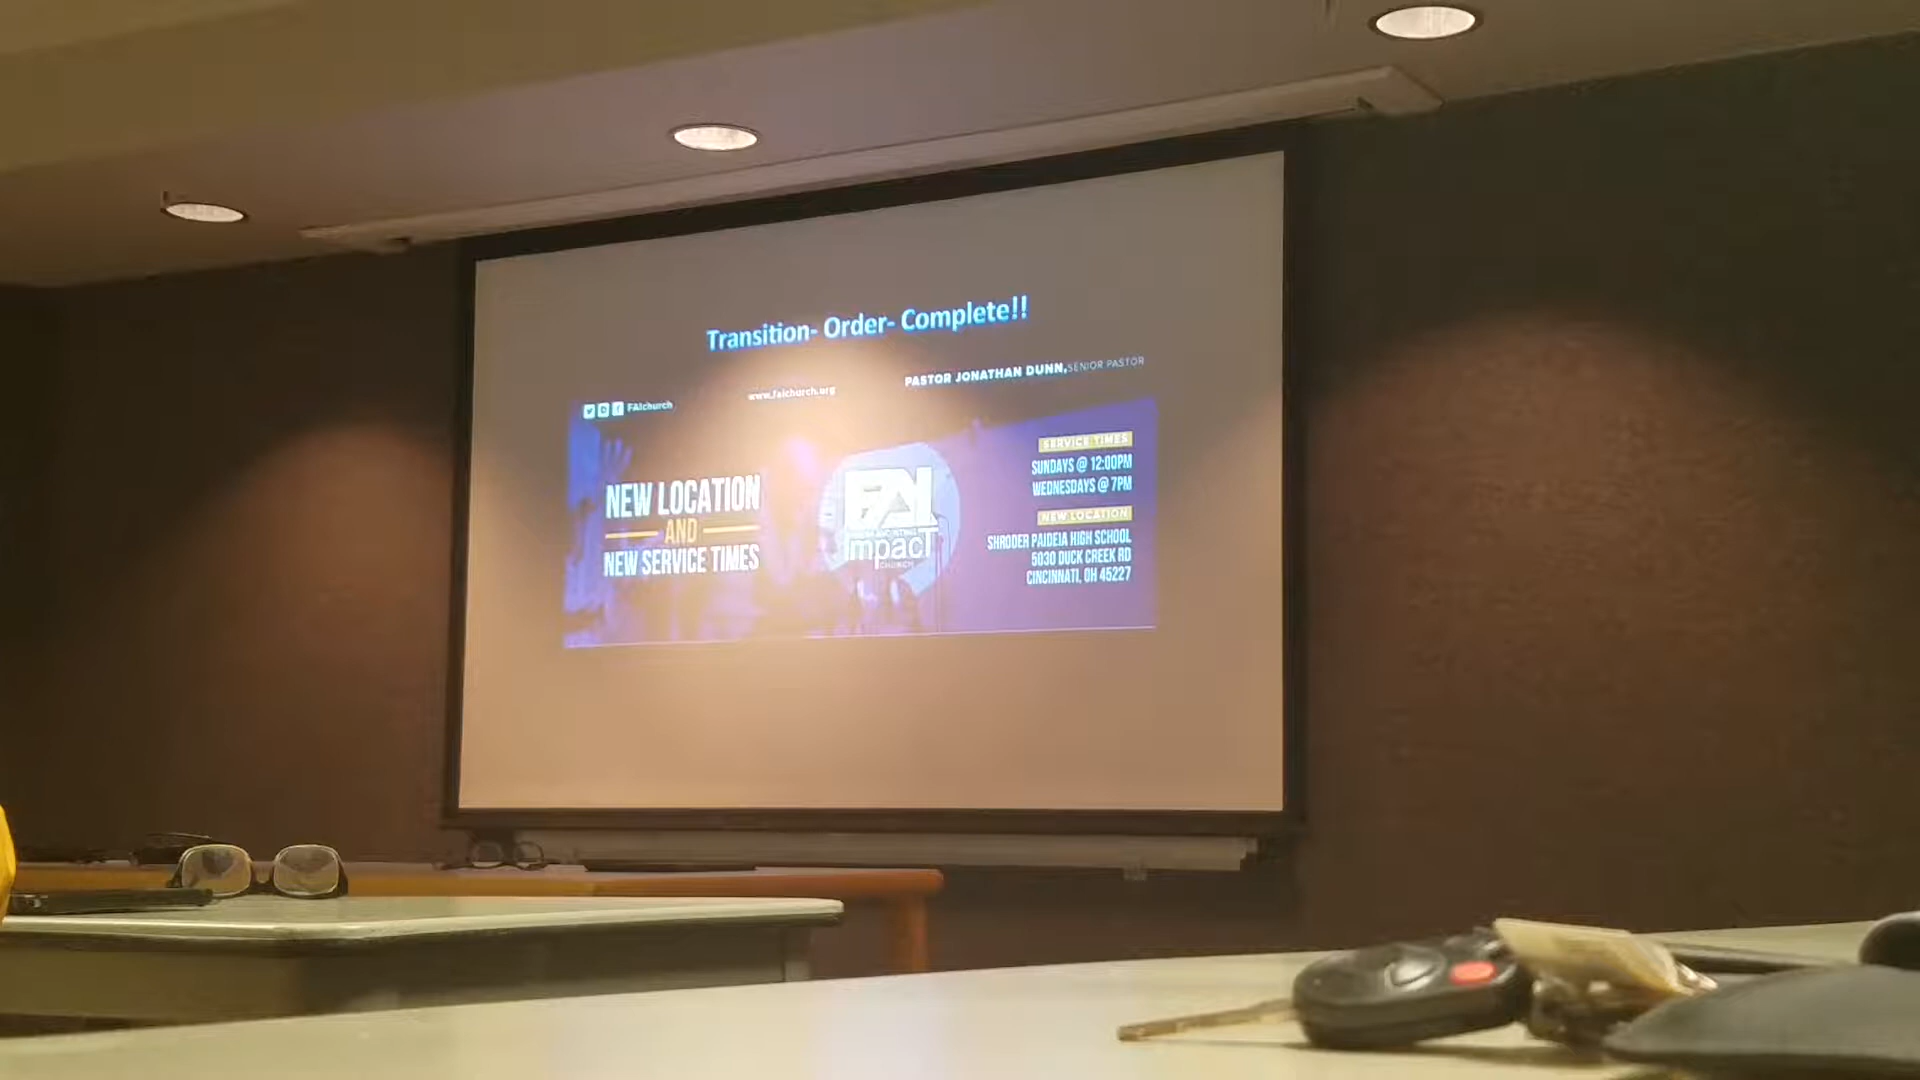 Transition- Order- Complete!!
PASTOR JONATHAN DUNN, SENIOR PASTOR
www.faichurch.org
FAIchurch
NEW LOCATION
AND
NEW SERVICE TIMES
FAI
Impact
CHURCH
SERVICE TIMES
SUNDAYS @ 12:00PM
WEDNESDAYS @ 7PM
NEW LOCATION
SHRODER PAIDEIA HIGH SCHOOL
5030 DUCK CREEK RD
CINCINNATI, OH 45227